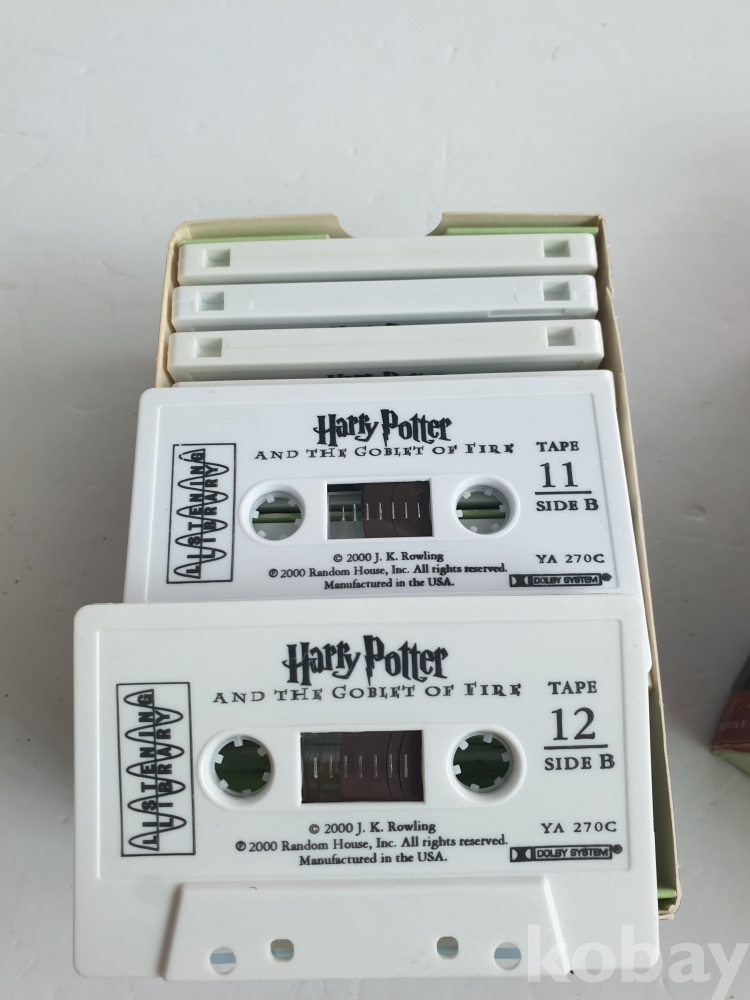 Harry Potter
AND THE GOBLET OF FIRE
TAPE
11
SIDE B
LISTENING
LIBRARY
© 2000 J. K. Rowling
℗ 2000 Random House, Inc. All rights reserved.
Manufactured in the USA.
YA 270C
DOLBY SYSTEM®
Harry Potter
AND THE GOBLET OF FIRE
TAPE
12
SIDE B
LISTENING
LIBRARY
© 2000 J. K. Rowling
℗ 2000 Random House, Inc. All rights reserved.
Manufactured in the USA.
YA 270C
DOLBY SYSTEM®
kobay